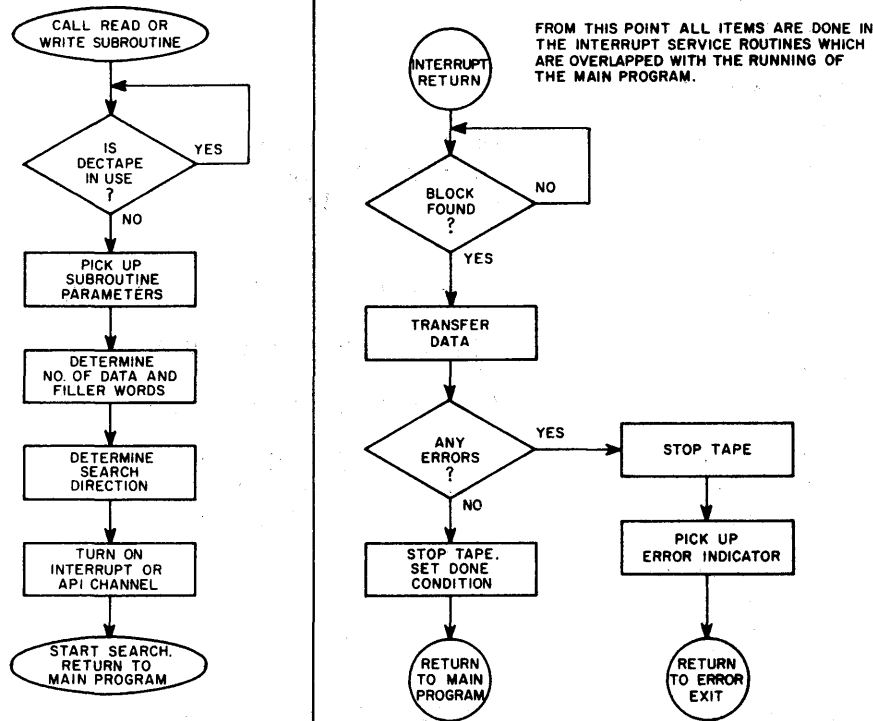 CALL READ OR
WRITE SUBROUTINE
IS
DECTAPE
IN USE
?
YES
NO
PICK UP
SUBROUTINE
PARAMETERS
DETERMINE
NO. OF DATA AND
FILLER WORDS
DETERMINE
SEARCH
DIRECTION
TURN ON
INTERRUPT OR
API CHANNEL
START SEARCH.
RETURN TO
MAIN PROGRAM
FROM THIS POINT ALL ITEMS ARE DONE IN
THE INTERRUPT SERVICE ROUTINES WHICH
ARE OVERLAPPED WITH THE RUNNING OF
THE MAIN PROGRAM.
INTERRUPT
RETURN
BLOCK
FOUND
?
NO
YES
TRANSFER
DATA
ANY
ERRORS
?
YES
NO
STOP TAPE.
SET DONE
CONDITION
RETURN
TO MAIN
PROGRAM
STOP TAPE
PICK UP
ERROR INDICATOR
RETURN
TO ERROR
EXIT